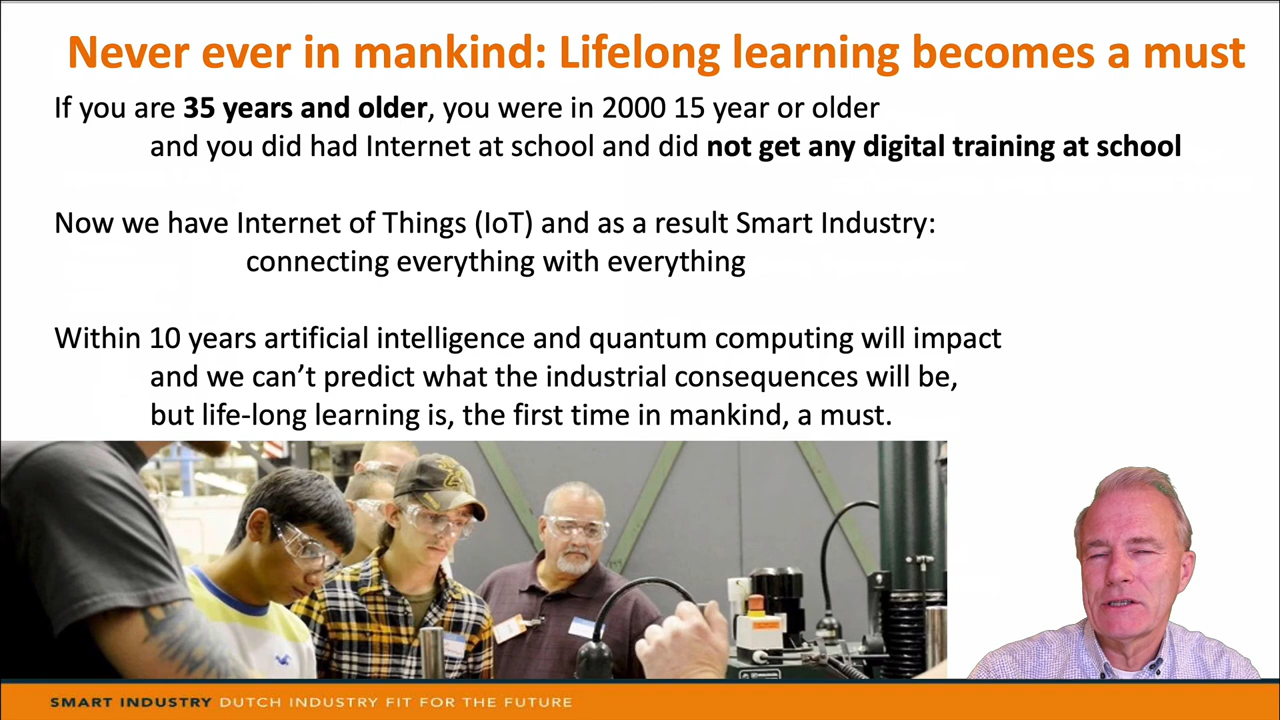 Never ever in mankind: Lifelong learning becomes a must
If you are 35 years and older, you were in 2000 15 year or older
and you did had Internet at school and did not get any digital training at school
Now we have Internet of Things (IoT) and as a result Smart Industry:
connecting everything with everything
Within 10 years artificial intelligence and quantum computing will impact
and we can’t predict what the industrial consequences will be,
but life-long learning is, the first time in mankind, a must.
SMART INDUSTRY DUTCH INDUSTRY FIT FOR THE FUTURE